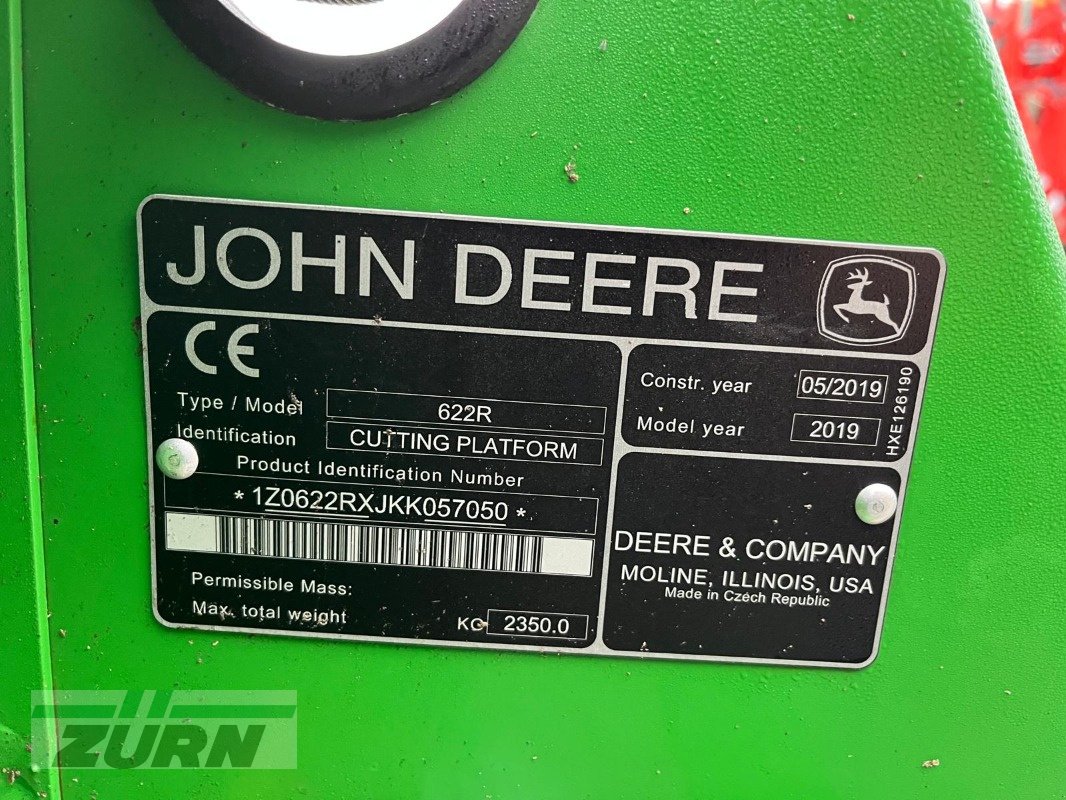 JOHN DEERE
CE
Type / Model 622R
Identification CUTTING PLATFORM
Product Identification Number
* 1Z0622RXJKK057050 *
Permissible Mass:
Max. total weight KG 2350.0
Constr. year 05/2019
Model year 2019
HXE126190
DEERE & COMPANY
MOLINE, ILLINOIS, USA
Made in Czech Republic
ZÜRN